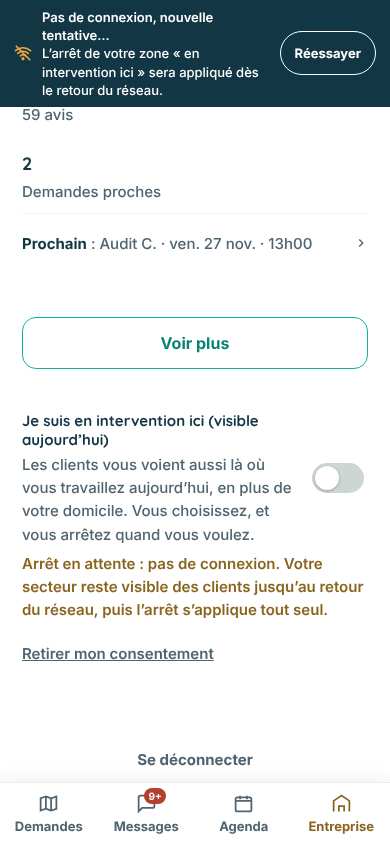 Pas de connexion, nouvelle
tentative...
L'arrêt de votre zone « en
intervention ici » sera appliqué dès
le retour du réseau.
Réessayer
59 avis
2
Demandes proches
Prochain : Audit C. · ven. 27 nov. · 13h00
Voir plus
Je suis en intervention ici (visible
aujourd'hui)
Les clients vous voient aussi là où
vous travaillez aujourd'hui, en plus de
votre domicile. Vous choisissez, et
vous arrêtez quand vous voulez.
Arrêt en attente : pas de connexion. Votre
secteur reste visible des clients jusqu'au retour
du réseau, puis l'arrêt s'applique tout seul.
Retirer mon consentement
Se déconnecter
9+
Demandes
Messages
Agenda
Entreprise